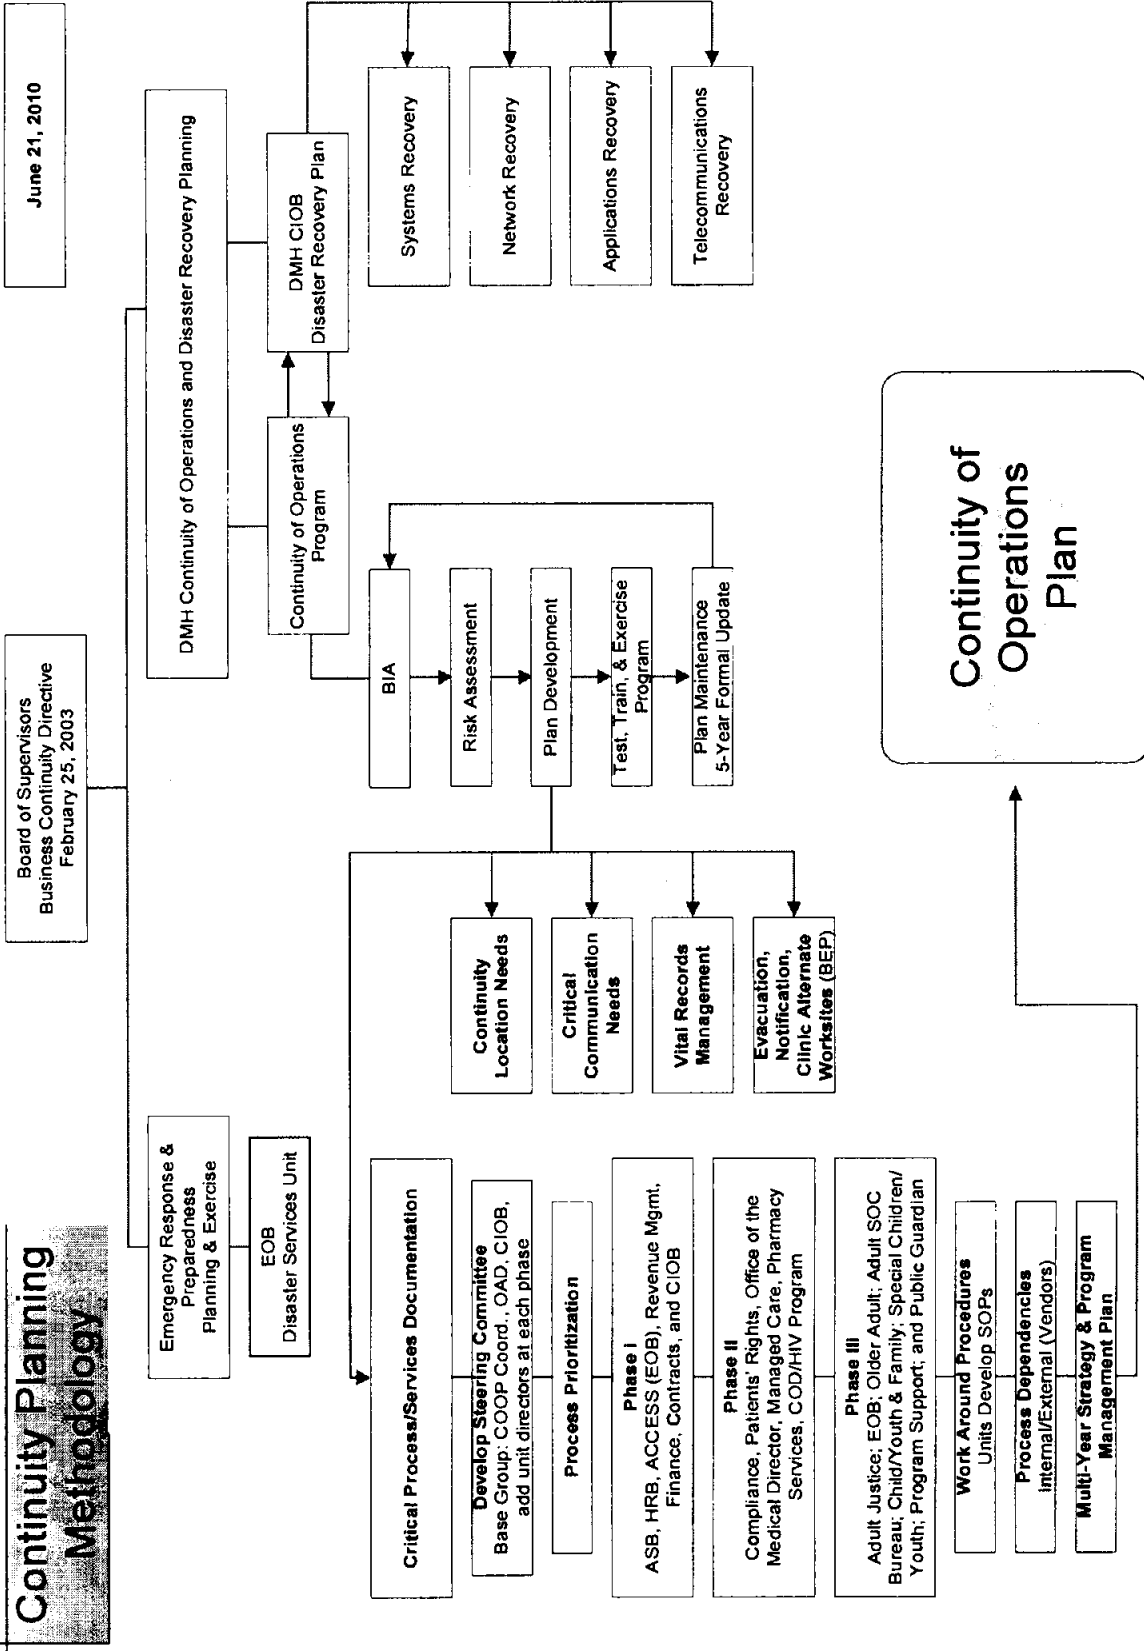 Continuity Planning
Methodology
June 21, 2010
Board of Supervisors
Business Continuity Directive
February 25, 2003
Emergency Response &
Preparedness
Planning & Exercise
EOB
Disaster Services Unit
DMH Continuity of Operations and Disaster Recovery Planning
Continuity of Operations
Program
DMH CIOB
Disaster Recovery Plan
BIA
Risk Assessment
Plan Development
Test, Train, & Exercise
Program
Plan Maintenance
5-Year Formal Update
Systems Recovery
Network Recovery
Applications Recovery
Telecommunications
Recovery
Continuity
Location Needs
Critical
Communication
Needs
Vital Records
Management
Evacuation,
Notification,
Clinic Alternate
Worksites (BEP)
Critical Process/Services Documentation
Develop Steering Committee
Base Group: COOP Coord., OAD, CIOB,
add unit directors at each phase
Process Prioritization
Phase I
ASB, HRB, ACCESS (EOB), Revenue Mgmt,
Finance, Contracts, and CIOB
Phase II
Compliance, Patients' Rights, Office of the
Medical Director, Managed Care, Pharmacy
Services, COD/HIV Program
Phase III
Adult Justice; EOB; Older Adult; Adult SOC
Bureau; Child/Youth & Family; Special Children/
Youth; Program Support; and Public Guardian
Work Around Procedures
Units Develop SOPs
Process Dependencies
Internal/External (Vendors)
Multi-Year Strategy & Program
Management Plan
Continuity of
Operations
Plan